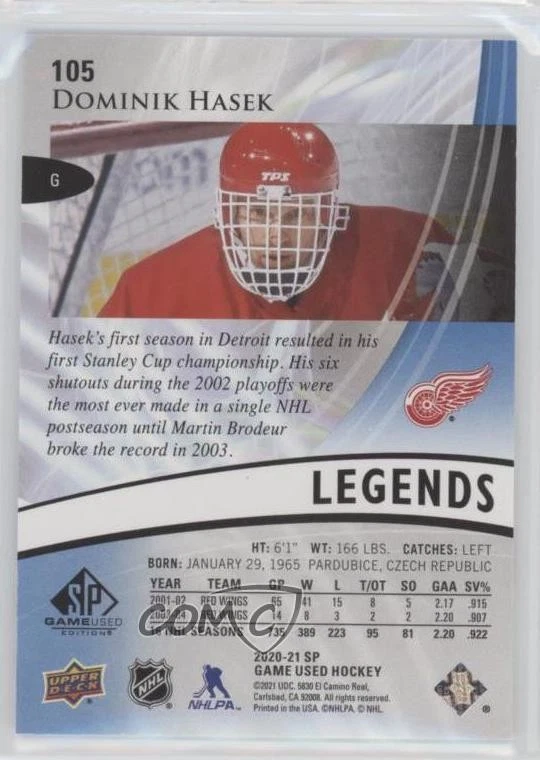 105
DOMINIK HASEK
TPS
G
Hasek's first season in Detroit resulted in his
first Stanley Cup championship. His six
shutouts during the 2002 playoffs were
the most ever made in a single NHL
postseason until Martin Brodeur
broke the record in 2003.
LEGENDS
HT: 6'1" WT: 166 LBS. CATCHES: LEFT
BORN: JANUARY 29, 1965 PARDUBICE, CZECH REPUBLIC
YEAR TEAM GP W L T/OT SO GAA SV%
2001-02 RED WINGS 65 41 15 8 5 2.17 .915
2003-04 RED WINGS 14 8 3 2 2 2.20 .907
16 NHL SEASONS 735 389 223 95 81 2.20 .922
COMC
SP
GAME USED
EDITION®
2020-21 SP
GAME USED HOCKEY
©2021 UDC. 5830 El Camino Real,
Carlsbad, CA 92008. All Rights Reserved.
Printed in the USA. ©NHLPA, © NHL.
UPPER
D·E·C·K
NHL
NHLPA